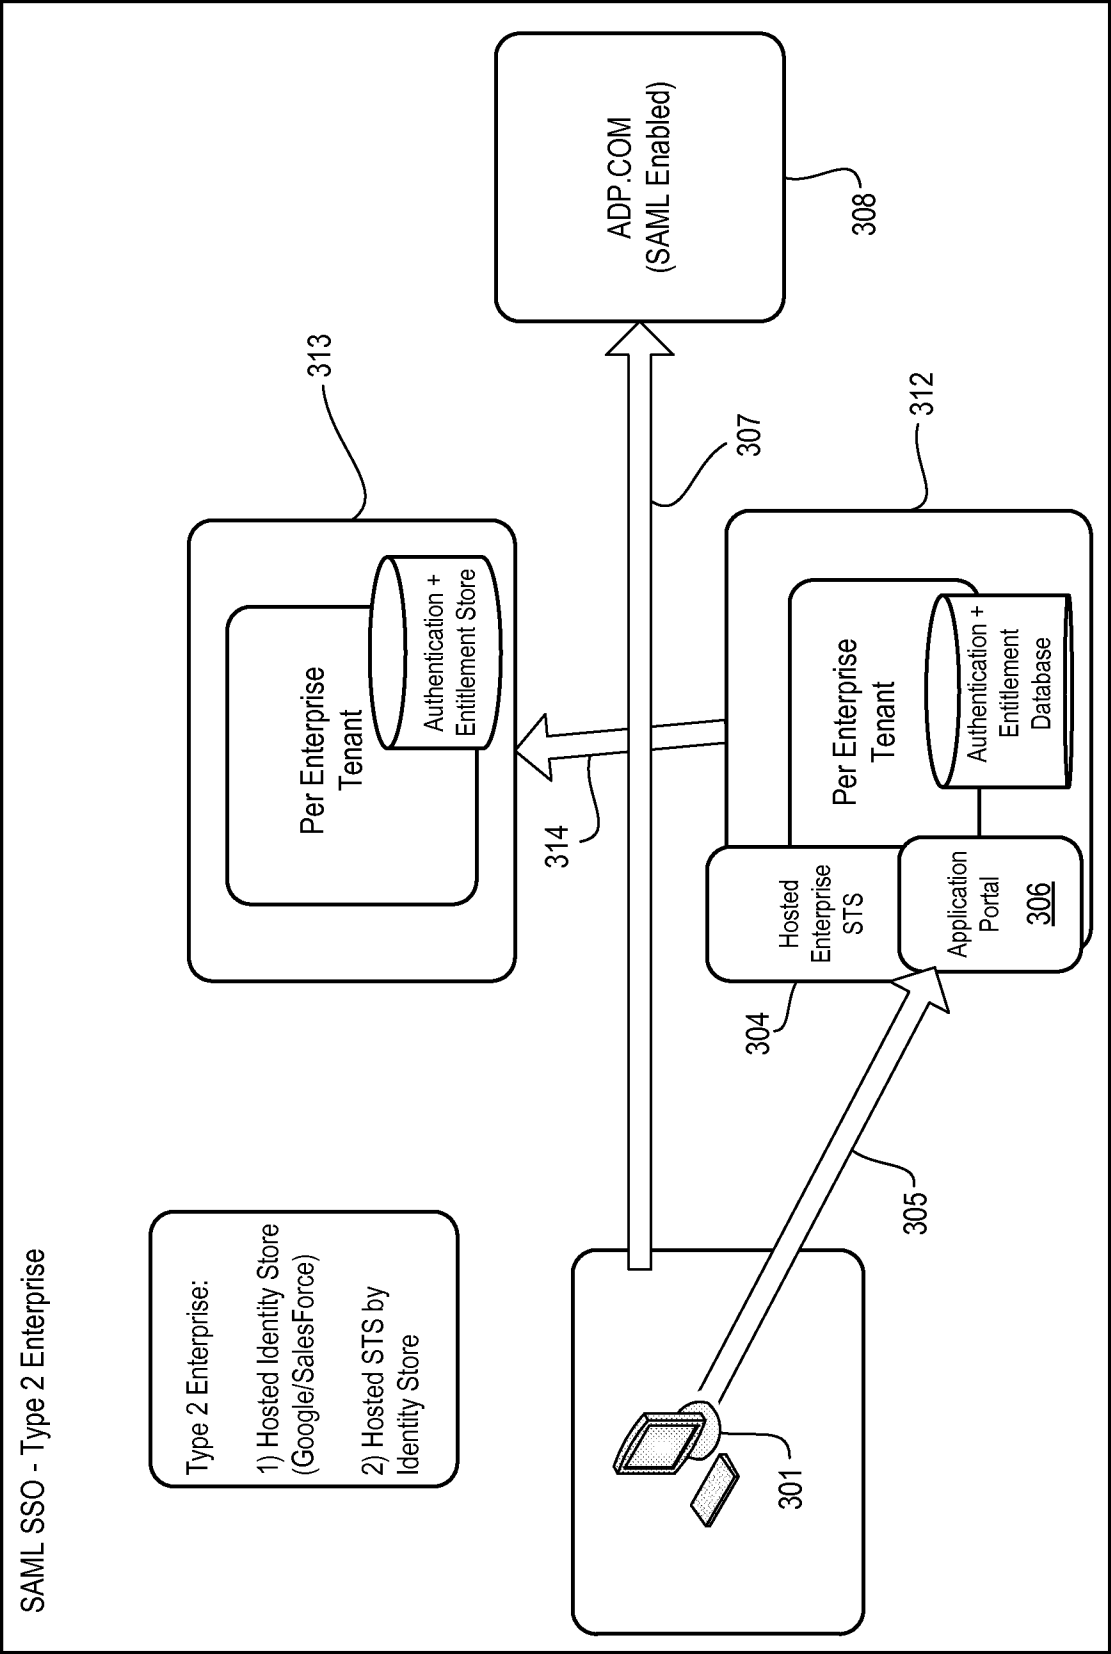 SAML SSO - Type 2 Enterprise
Type 2 Enterprise:
1) Hosted Identity Store
(Google/SalesForce)
2) Hosted STS by
Identity Store
313
Per Enterprise
Tenant
Authentication +
Entitlement Store
314
307
ADP.COM
(SAML Enabled)
308
301
305
304
Hosted
Enterprise
STS
Application
Portal
306
Per Enterprise
Tenant
Authentication +
Entitlement
Database
312